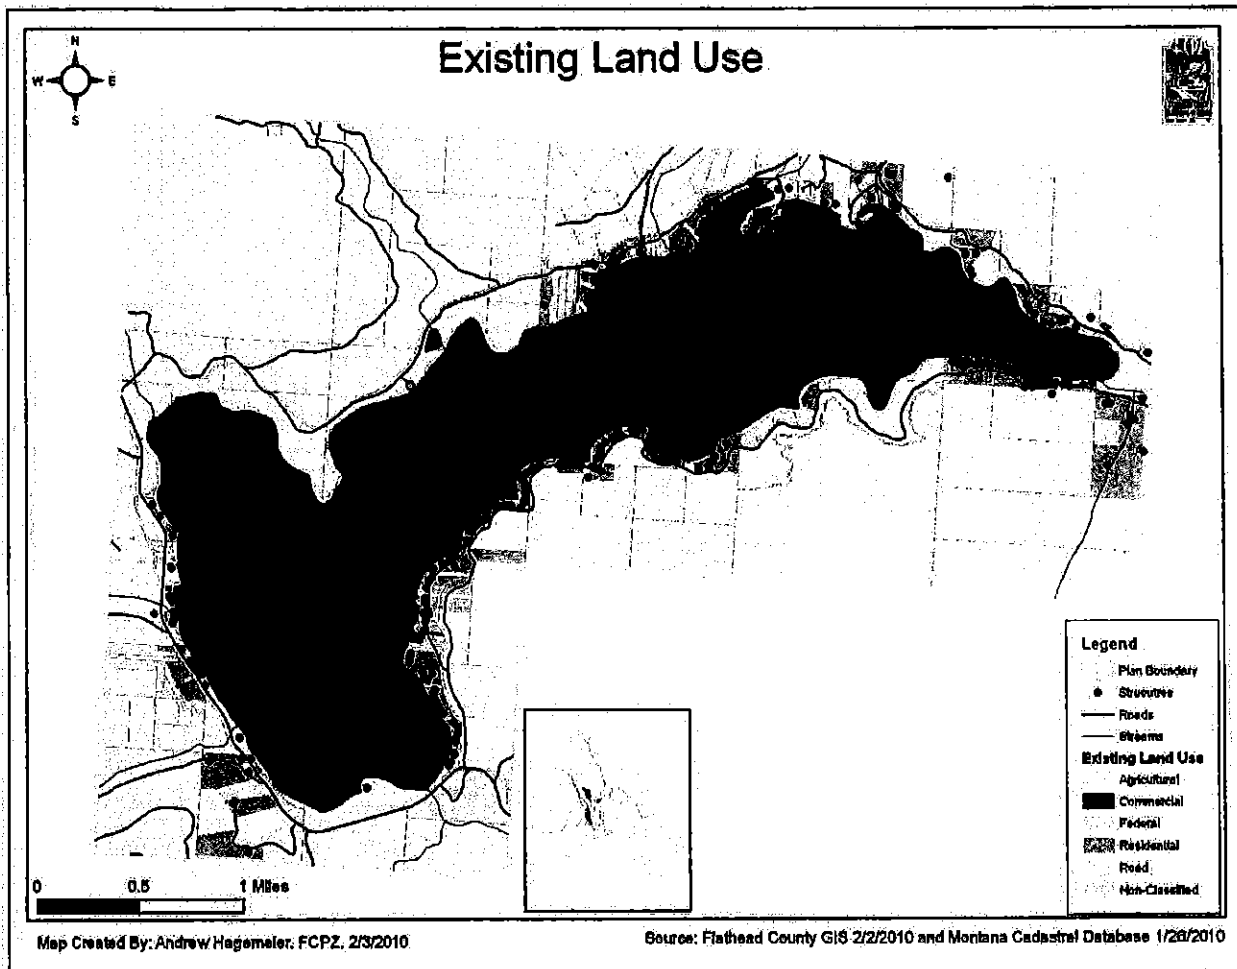 Existing Land Use
N
W E
S
Legend
Plan Boundary
Structures
Roads
Streams
Existing Land Use
Agricultural
Commercial
Federal
Residential
Road
Non-Classified
0 0.5 1 Miles
Map Created By: Andrew Hagemeier, FCPZ, 2/3/2010
Source: Flathead County GIS 2/2/2010 and Montana Cadastral Database 1/26/2010